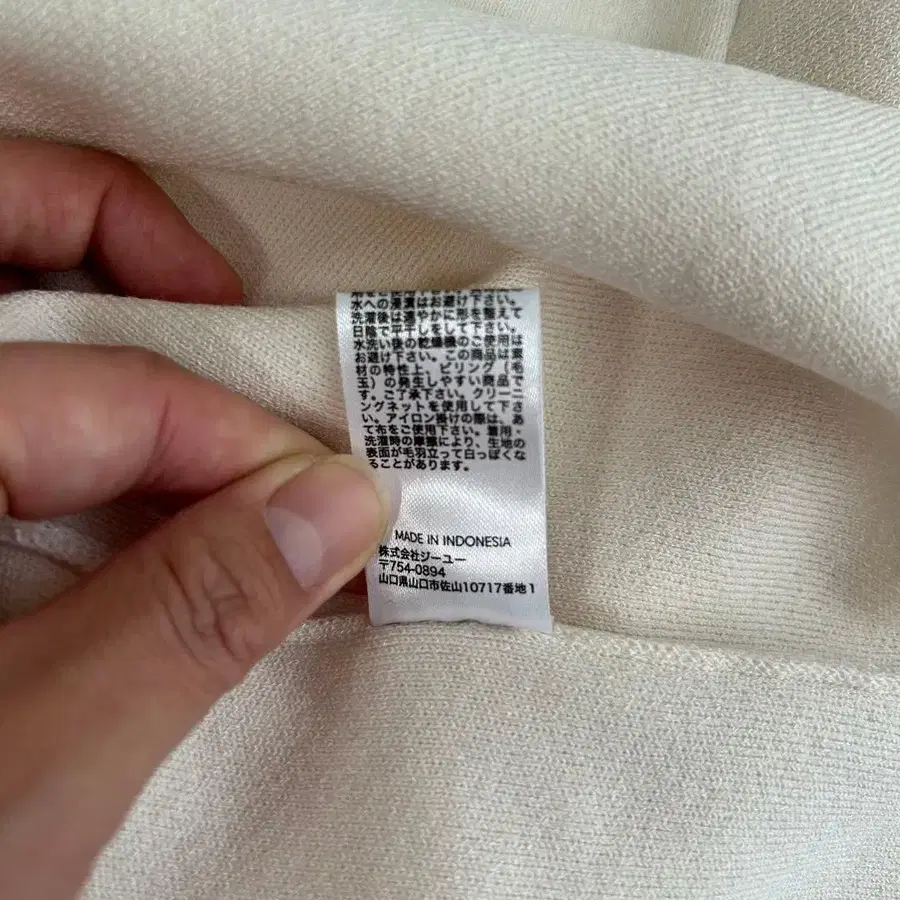 水への浸漬はお避け下さい。
洗濯後は速やかに形を整えて
日陰で平干しをして下さい。
水洗い後の乾燥機のご使用は
お避け下さい。この商品は素
材の特性上、ピリング（毛
玉）の発生しやすい商品で
す。ご了承下さい。クリーニ
ングネットを使用して下さ
い。アイロン掛けの際は、あ
て布をご使用下さい。着用・
洗濯時の摩擦により、生地の
表面が毛羽立って白っぽくな
ることがあります。
MADE IN INDONESIA
株式会社ジーユー
〒754-0894
山口県山口市佐山10717番地1